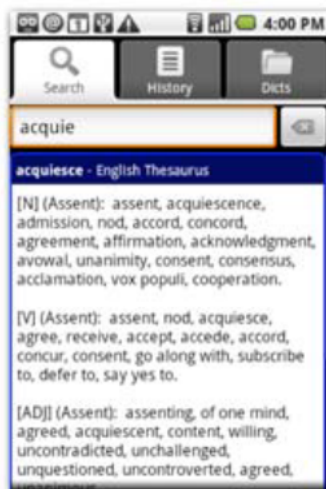 4:00 PM
Search History Dicts
acquie
acquiesce - English Thesaurus
[N] (Assent): assent, acquiescence,
admission, nod, accord, concord,
agreement, affirmation, acknowledgment,
avowal, unanimity, consent, consensus,
acclamation, vox populi, cooperation.
[V] (Assent): assent, nod, acquiesce,
agree, receive, accept, accede, accord,
concur, consent, go along with, subscribe
to, defer to, say yes to.
[ADJ] (Assent): assenting, of one mind,
agreed, acquiescent, content, willing,
uncontradicted, unchallenged,
unquestioned, uncontroverted, agreed,